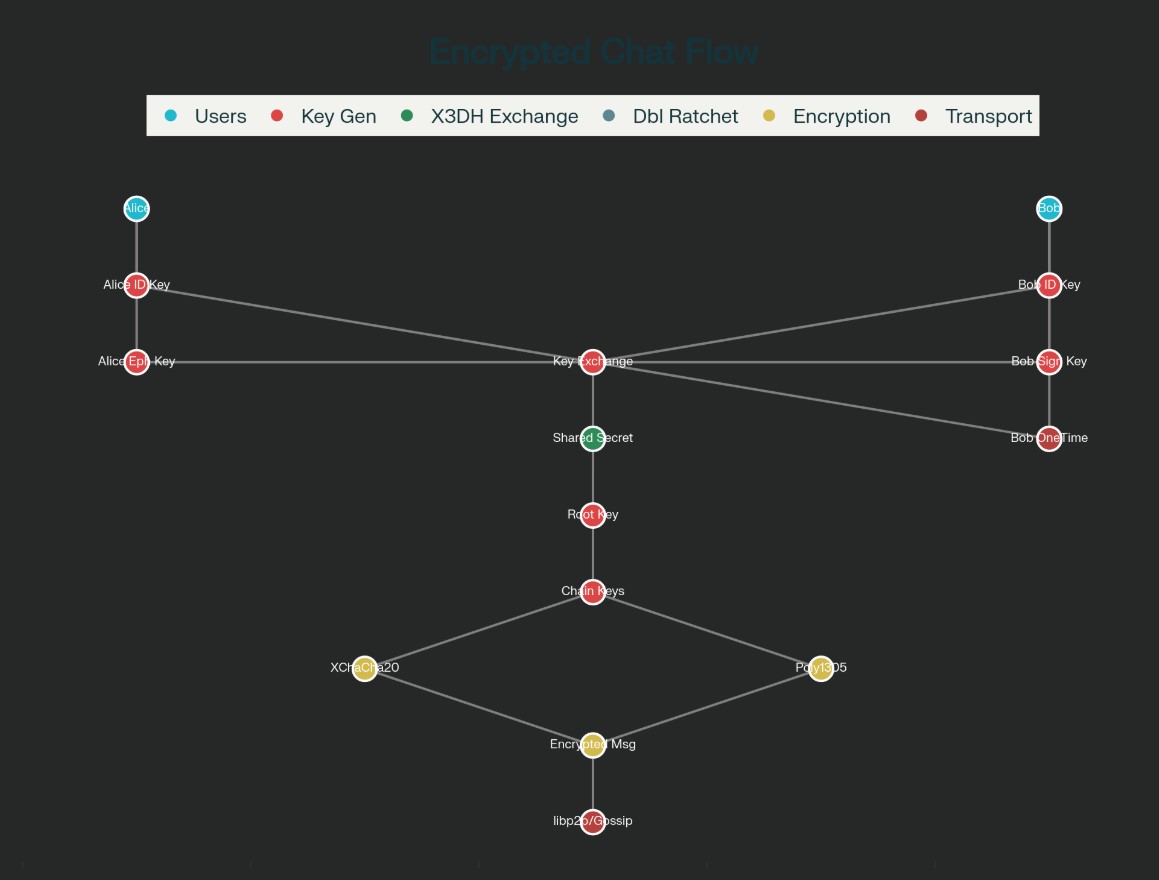 Encrypted Chat Flow
Users Key Gen X3DH Exchange Dbl Ratchet Encryption Transport
Alice Bob
Alice ID Key Bob ID Key
Alice Eph Key Key Exchange Bob Sign Key
Shared Secret Bob OneTime
Root Key
Chain Keys
XChaCha20 Poly1305
Encrypted Msg
libp2p/Gossip